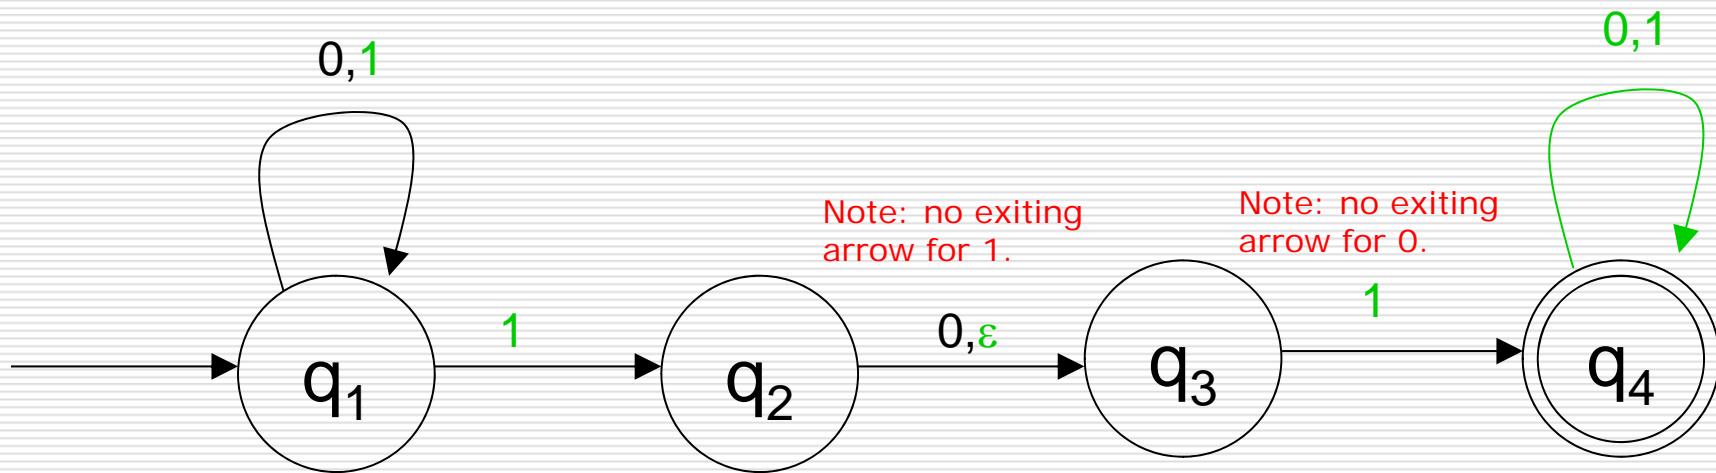 0,1
0,1
Note: no exiting
arrow for 1.
Note: no exiting
arrow for 0.
1
0,ε
1
q1
q2
q3
q4